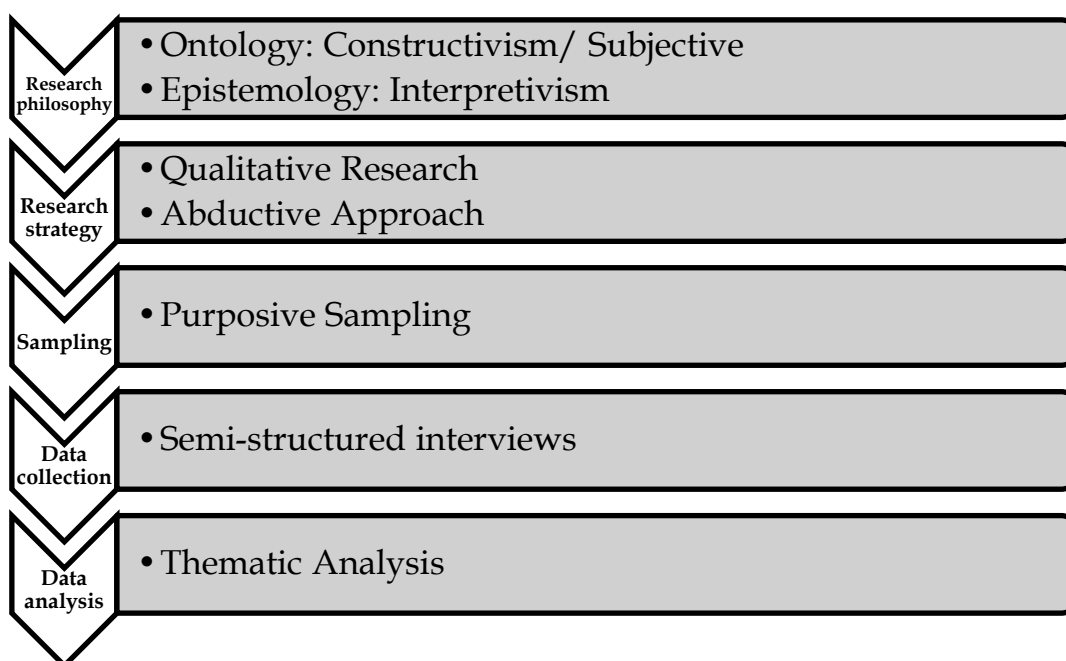 Research
philosophy
• Ontology: Constructivism/ Subjective
• Epistemology: Interpretivism
Research
strategy
• Qualitative Research
• Abductive Approach
Sampling
• Purposive Sampling
Data
collection
• Semi-structured interviews
Data
analysis
• Thematic Analysis